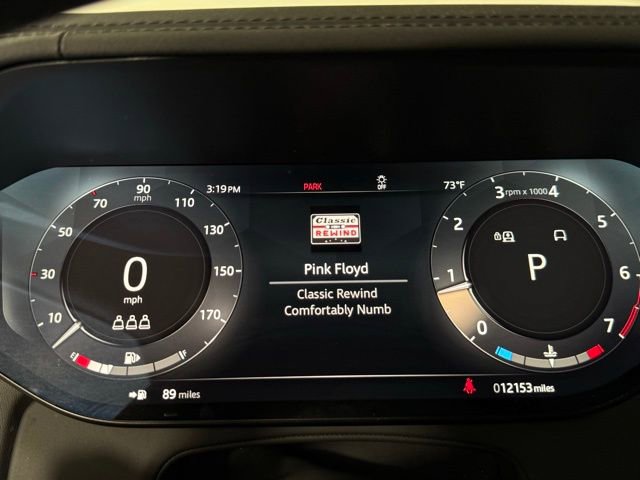 3:19PM
PARK
OFF
73°F
90
mph
70
110
50
130
30
150
10
170
0
mph
E
F
Classic
REWIND
Pink Floyd
Classic Rewind
Comfortably Numb
3 rpm x 1000 4
2
5
1
6
0
7
P
89 miles
012153 miles